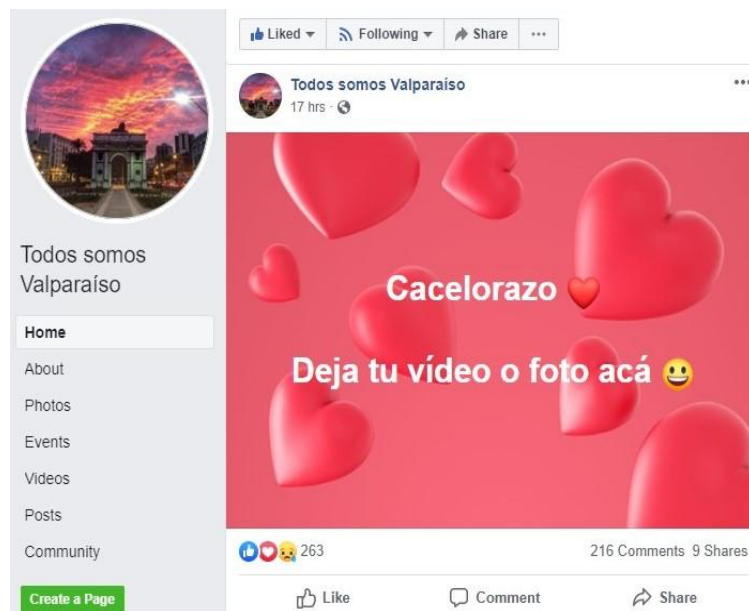 Liked
Following
Share
Todos somos Valparaíso
17 hrs
Cacelorazo
Deja tu vídeo o foto acá
263
216 Comments 9 Shares
Like
Comment
Share
Todos somos
Valparaíso
Home
About
Photos
Events
Videos
Posts
Community
Create a Page